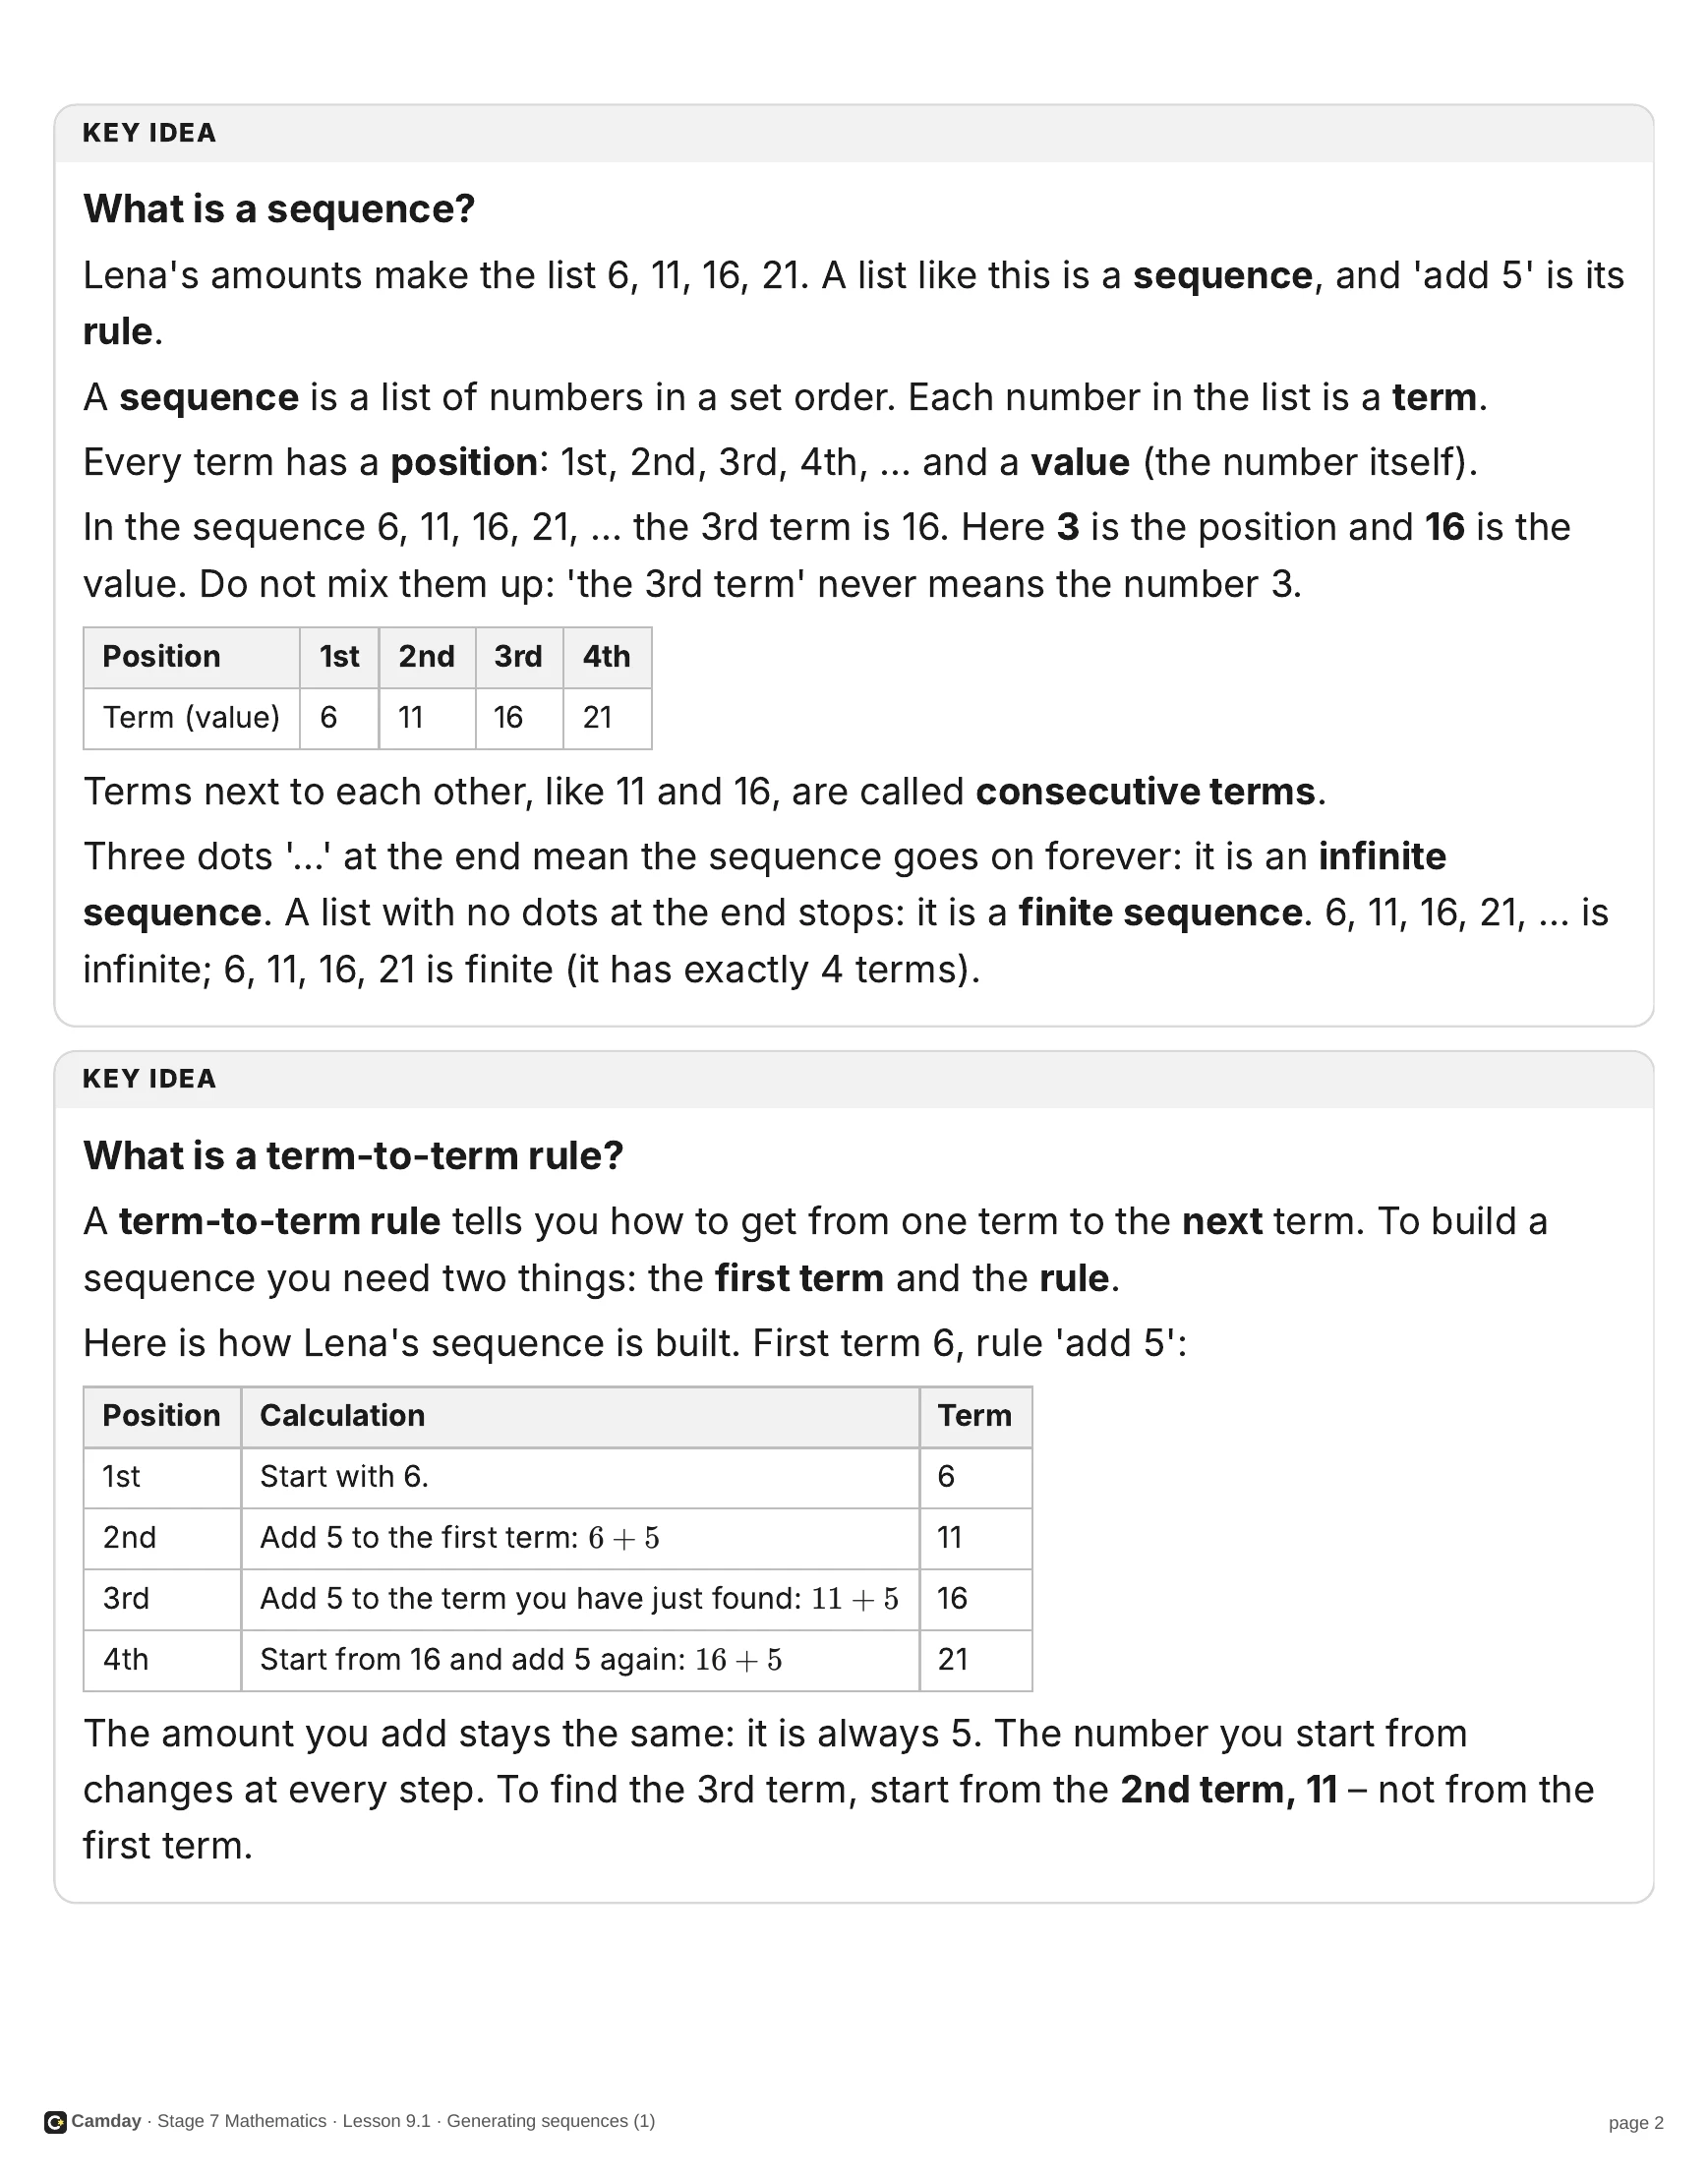 KEY IDEA
What is a sequence?
Lena's amounts make the list 6, 11, 16, 21. A list like this is a sequence, and 'add 5' is its
rule.
A sequence is a list of numbers in a set order. Each number in the list is a term.
Every term has a position: 1st, 2nd, 3rd, 4th, ... and a value (the number itself).
In the sequence 6, 11, 16, 21, ... the 3rd term is 16. Here 3 is the position and 16 is the
value. Do not mix them up: 'the 3rd term' never means the number 3.
Position 1st 2nd 3rd 4th
Term (value) 6 11 16 21
Terms next to each other, like 11 and 16, are called consecutive terms.
Three dots '...' at the end mean the sequence goes on forever: it is an infinite
sequence. A list with no dots at the end stops: it is a finite sequence. 6, 11, 16, 21, ... is
infinite; 6, 11, 16, 21 is finite (it has exactly 4 terms).
KEY IDEA
What is a term-to-term rule?
A term-to-term rule tells you how to get from one term to the next term. To build a
sequence you need two things: the first term and the rule.
Here is how Lena's sequence is built. First term 6, rule 'add 5':
Position Calculation Term
1st Start with 6. 6
2nd Add 5 to the first term: 6 + 5 11
3rd Add 5 to the term you have just found: 11 + 5 16
4th Start from 16 and add 5 again: 16 + 5 21
The amount you add stays the same: it is always 5. The number you start from
changes at every step. To find the 3rd term, start from the 2nd term, 11 – not from the
first term.
Camday · Stage 7 Mathematics · Lesson 9.1 · Generating sequences (1) page 2